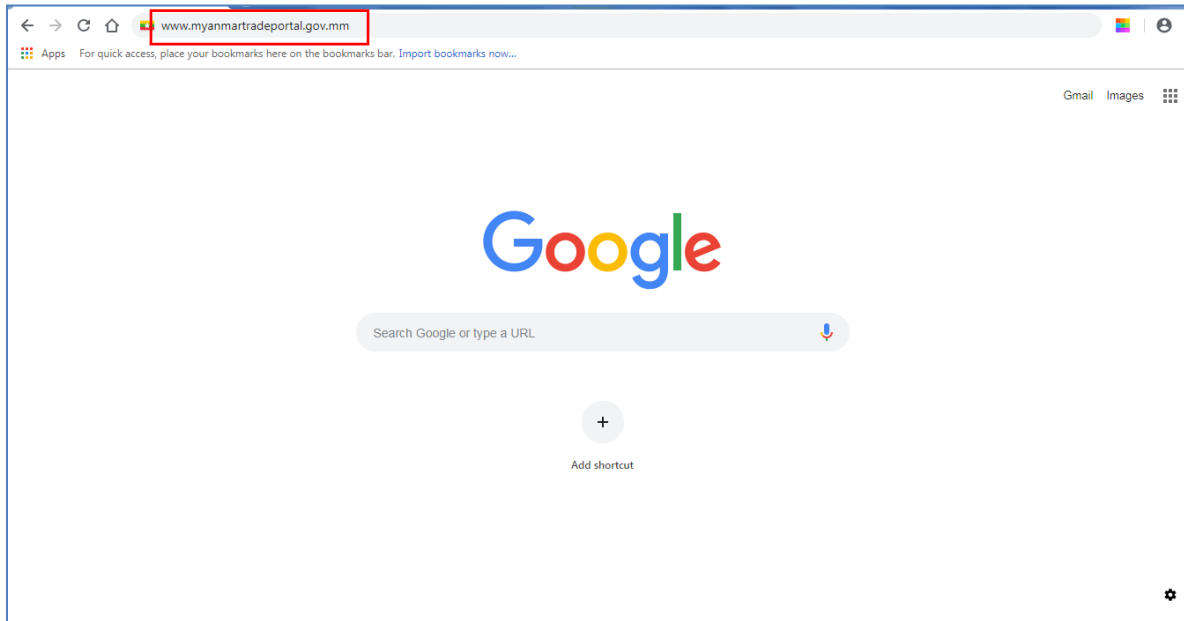 www.myanmartradeportal.gov.mm
Apps For quick access, place your bookmarks here on the bookmarks bar. Import bookmarks now...
Gmail Images
Google
Search Google or type a URL
Add shortcut